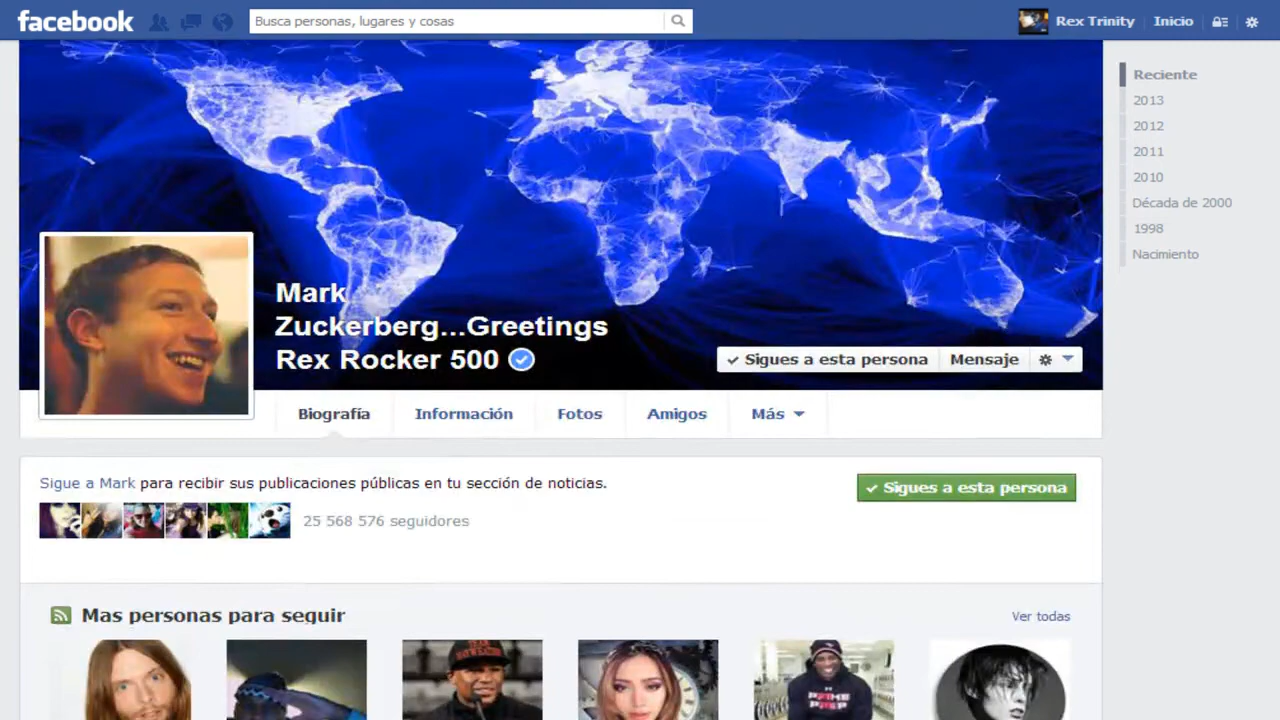 facebook
Busca personas, lugares y cosas
Rex Trinity
Inicio
Reciente
2013
2012
2011
2010
Década de 2000
1998
Nacimiento
Mark
Zuckerberg...Greetings
Rex Rocker 500
Sigues a esta persona
Mensaje
Biografía
Información
Fotos
Amigos
Más
Sigue a Mark para recibir sus publicaciones públicas en tu sección de noticias.
Sigues a esta persona
25 568 576 seguidores
Mas personas para seguir
Ver todas